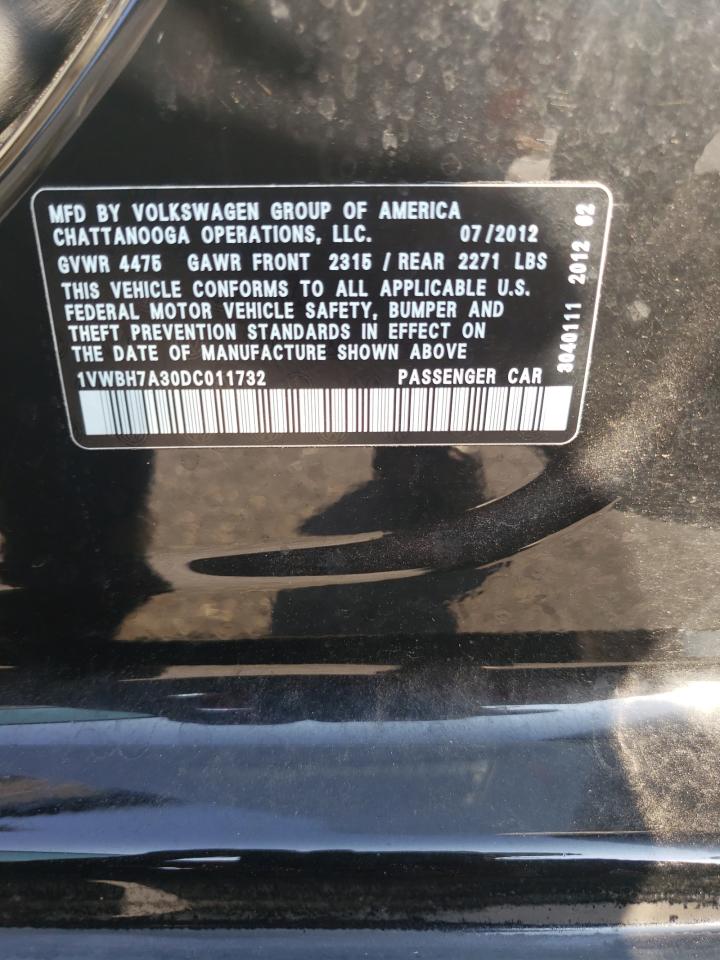 MFD BY VOLKSWAGEN GROUP OF AMERICA
CHATTANOOGA OPERATIONS, LLC. 07/2012
GVWR 4475 GAWR FRONT 2315 / REAR 2271 LBS
THIS VEHICLE CONFORMS TO ALL APPLICABLE U.S.
FEDERAL MOTOR VEHICLE SAFETY, BUMPER AND
THEFT PREVENTION STANDARDS IN EFFECT ON
THE DATE OF MANUFACTURE SHOWN ABOVE
1VWBH7A30DC011732 PASSENGER CAR
3040111 2012 02